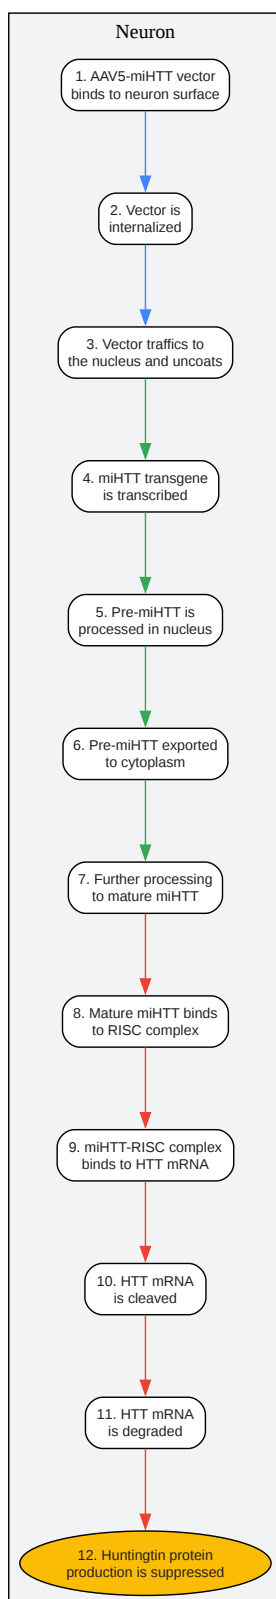 Neuron
1. AAV5-miHTT vector
binds to neuron surface
2. Vector is
internalized
3. Vector traffics to
the nucleus and uncoats
4. miHTT transgene
is transcribed
5. Pre-miHTT is
processed in nucleus
6. Pre-miHTT exported
to cytoplasm
7. Further processing
to mature miHTT
8. Mature miHTT binds
to RISC complex
9. miHTT-RISC complex
binds to HTT mRNA
10. HTT mRNA
is cleaved
11. HTT mRNA
is degraded
12. Huntingtin protein
production is suppressed